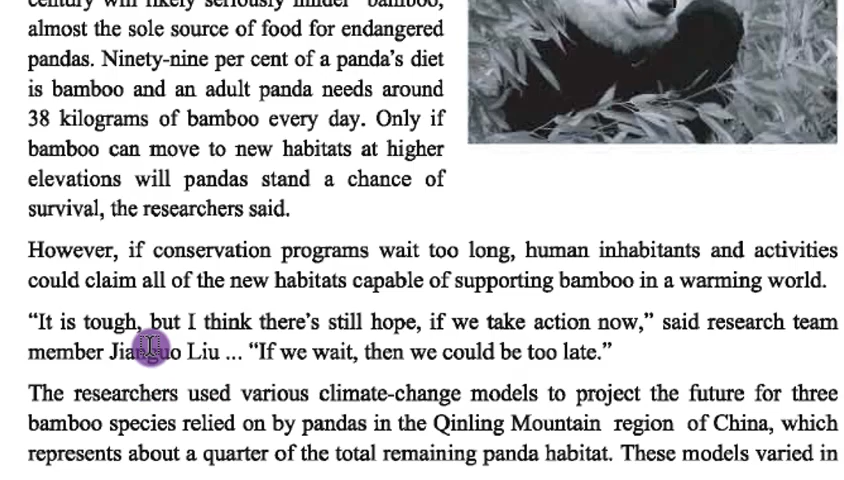 century will likely seriously hinder bamboo,
almost the sole source of food for endangered
pandas. Ninety-nine per cent of a panda's diet
is bamboo and an adult panda needs around
38 kilograms of bamboo every day. Only if
bamboo can move to new habitats at higher
elevations will pandas stand a chance of
survival, the researchers said.
However, if conservation programs wait too long, human inhabitants and activities
could claim all of the new habitats capable of supporting bamboo in a warming world.
“It is tough, but I think there's still hope, if we take action now,” said research team
member Jianguo Liu ... “If we wait, then we could be too late.”
The researchers used various climate-change models to project the future for three
bamboo species relied on by pandas in the Qinling Mountain region of China, which
represents about a quarter of the total remaining panda habitat. These models varied in